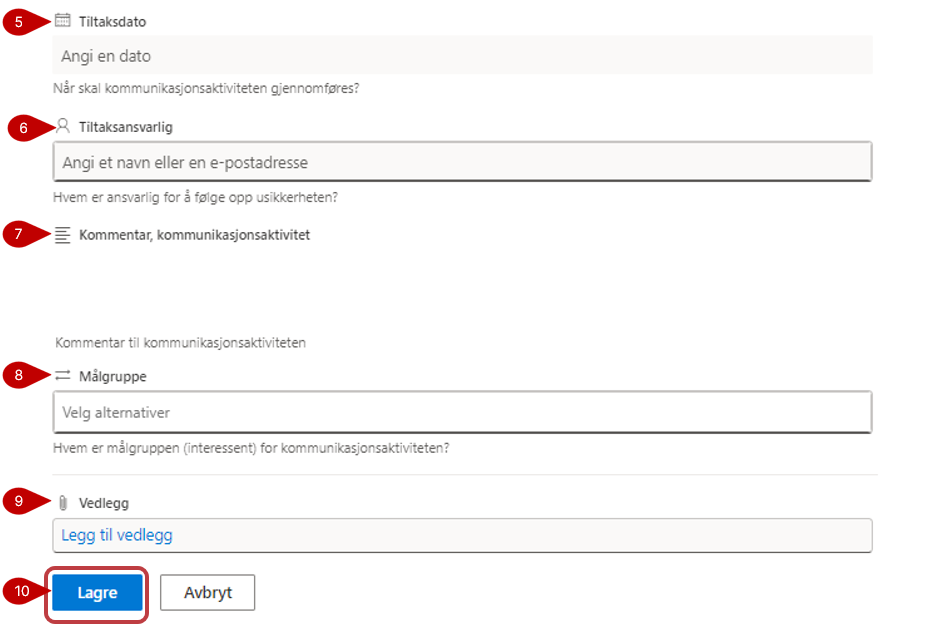 5 Tiltaksdato
Angi en dato
Når skal kommunikasjonsaktiviteten gjennomføres?
6 Tiltaksansvarlig
Angi et navn eller en e-postadresse
Hvem er ansvarlig for å følge opp usikkerheten?
7 Kommentar, kommunikasjonsaktivitet
Kommentar til kommunikasjonsaktiviteten
8 Målgruppe
Velg alternativer
Hvem er målgruppen (interessent) for kommunikasjonsaktiviteten?
9 Vedlegg
Legg til vedlegg
10 Lagre Avbryt